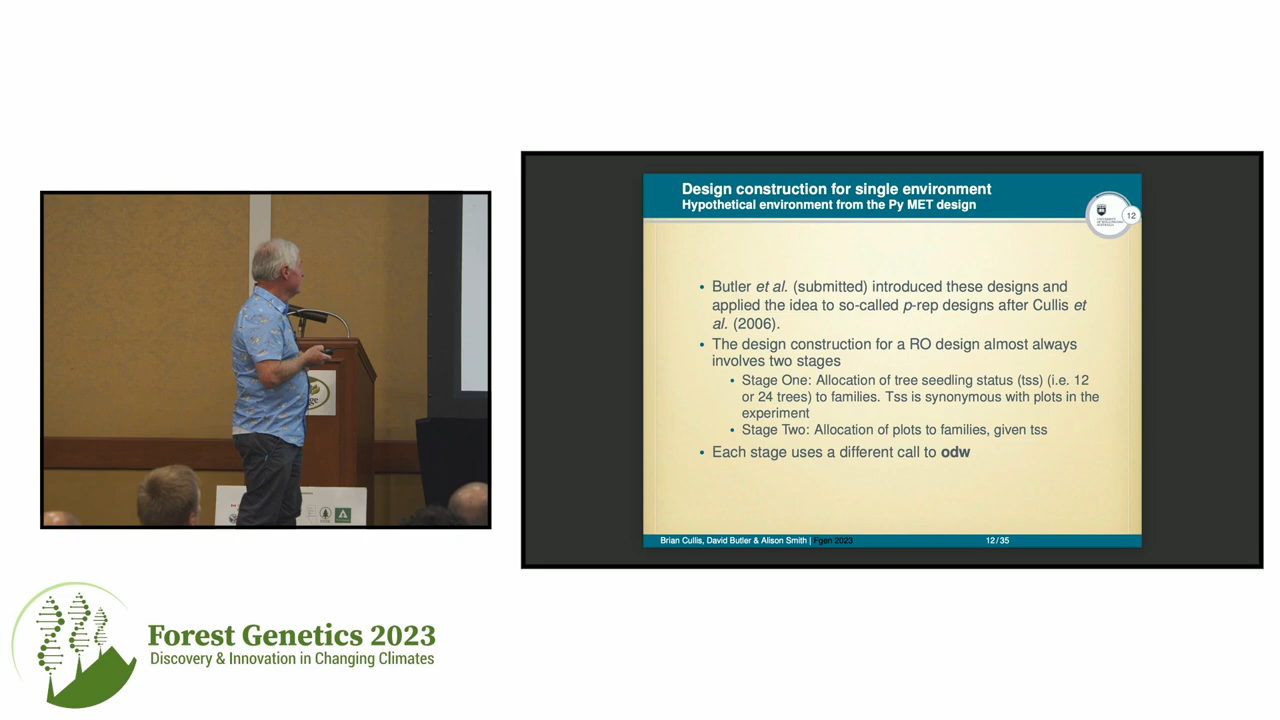 Design construction for single environment
Hypothetical environment from the Py MET design
12
• Butler et al. (submitted) introduced these designs and
applied the idea to so-called p-rep designs after Cullis et
al. (2006).
• The design construction for a RO design almost always
involves two stages
• Stage One: Allocation of tree seedling status (tss) (i.e. 12
or 24 trees) to families. Tss is synonymous with plots in the
experiment
• Stage Two: Allocation of plots to families, given tss
• Each stage uses a different call to odw
Brian Cullis, David Butler & Alison Smith | Fgen 2023
12 / 35
Forest Genetics 2023
Discovery & Innovation in Changing Climates